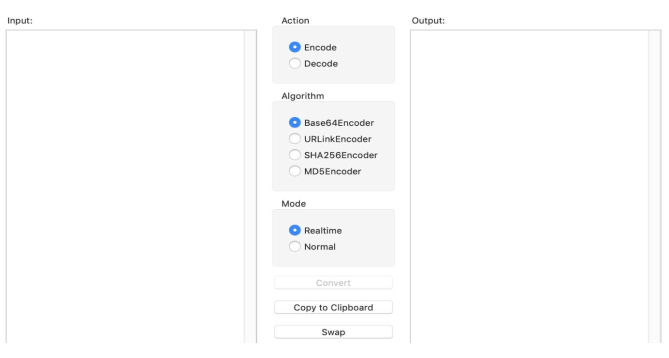 Input:
Action
Encode
Decode
Algorithm
Base64Encoder
URLinkEncoder
SHA256Encoder
MD5Encoder
Mode
Realtime
Normal
Convert
Copy to Clipboard
Swap
Output: